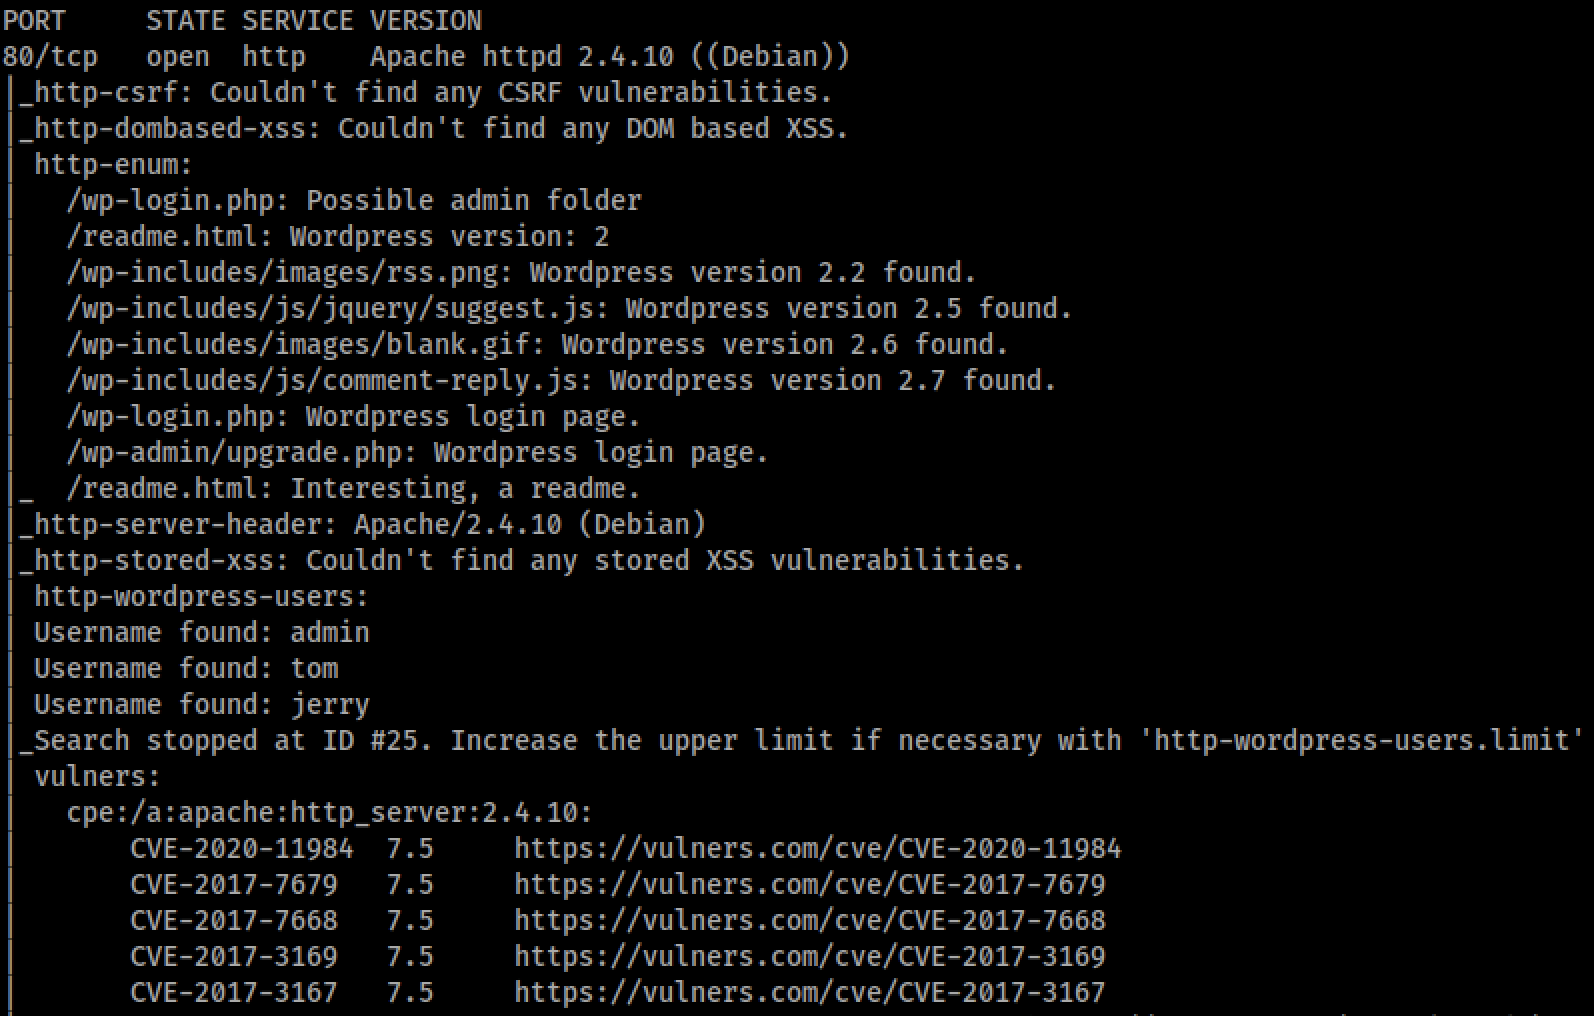 PORT     STATE SERVICE VERSION
80/tcp   open  http    Apache httpd 2.4.10 ((Debian))
|_http-csrf: Couldn't find any CSRF vulnerabilities.
|_http-dombased-xss: Couldn't find any DOM based XSS.
| http-enum:
|   /wp-login.php: Possible admin folder
|   /readme.html: Wordpress version: 2
|   /wp-includes/images/rss.png: Wordpress version 2.2 found.
|   /wp-includes/js/jquery/suggest.js: Wordpress version 2.5 found.
|   /wp-includes/images/blank.gif: Wordpress version 2.6 found.
|   /wp-includes/js/comment-reply.js: Wordpress version 2.7 found.
|   /wp-login.php: Wordpress login page.
|   /wp-admin/upgrade.php: Wordpress login page.
|_  /readme.html: Interesting, a readme.
|_http-server-header: Apache/2.4.10 (Debian)
|_http-stored-xss: Couldn't find any stored XSS vulnerabilities.
| http-wordpress-users:
| Username found: admin
| Username found: tom
| Username found: jerry
|_Search stopped at ID #25. Increase the upper limit if necessary with 'http-wordpress-users.limit'
| vulners:
|   cpe:/a:apache:http_server:2.4.10:
|       CVE-2020-11984  7.5     https://vulners.com/cve/CVE-2020-11984
|       CVE-2017-7679   7.5     https://vulners.com/cve/CVE-2017-7679
|       CVE-2017-7668   7.5     https://vulners.com/cve/CVE-2017-7668
|       CVE-2017-3169   7.5     https://vulners.com/cve/CVE-2017-3169
|       CVE-2017-3167   7.5     https://vulners.com/cve/CVE-2017-3167